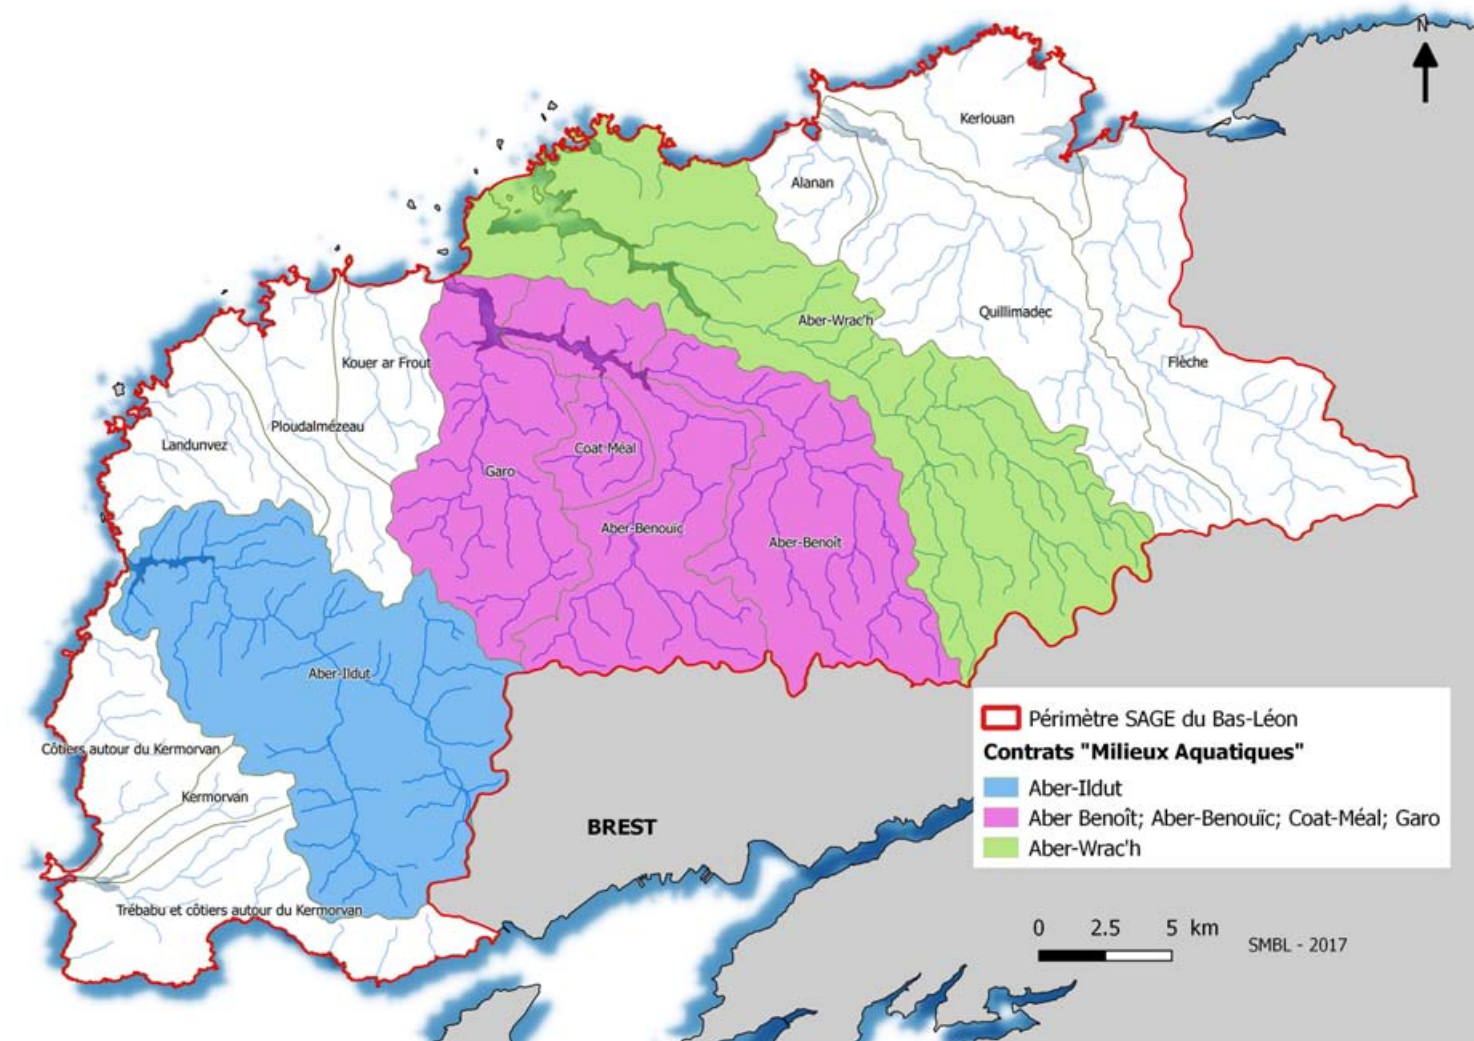 N
Kerlouan
Alanan
Quillimadec
Aber-Wrac'h
Flèche
Kouer ar Frout
Ploudalmézeau
Landunvez
Coat Méal
Garo
Aber-Benouïc
Aber-Benoît
Aber-Ildut
Côtiers autour du Kermorvan
Kermorvan
Trébabu et côtiers autour du Kermorvan
BREST
Périmètre SAGE du Bas-Léon
Contrats "Milieux Aquatiques"
Aber-Ildut
Aber Benoît; Aber-Benouïc; Coat-Méal; Garo
Aber-Wrac'h
0 2.5 5 km
SMBL - 2017